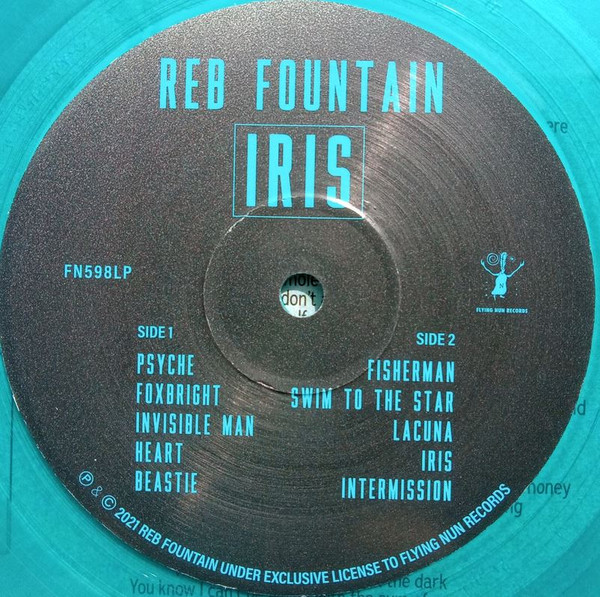 REB FOUNTAIN
IRIS
FN598LP
N
FLYING NUN RECORDS
SIDE 1
PSYCHE
FOXBRIGHT
INVISIBLE MAN
HEART
BEASTIE
SIDE 2
FISHERMAN
SWIM TO THE STAR
LACUNA
IRIS
INTERMISSION
℗ & © 2021 REB FOUNTAIN UNDER EXCLUSIVE LICENSE TO FLYING NUN RECORDS
don't
money
You know I can't
the dark